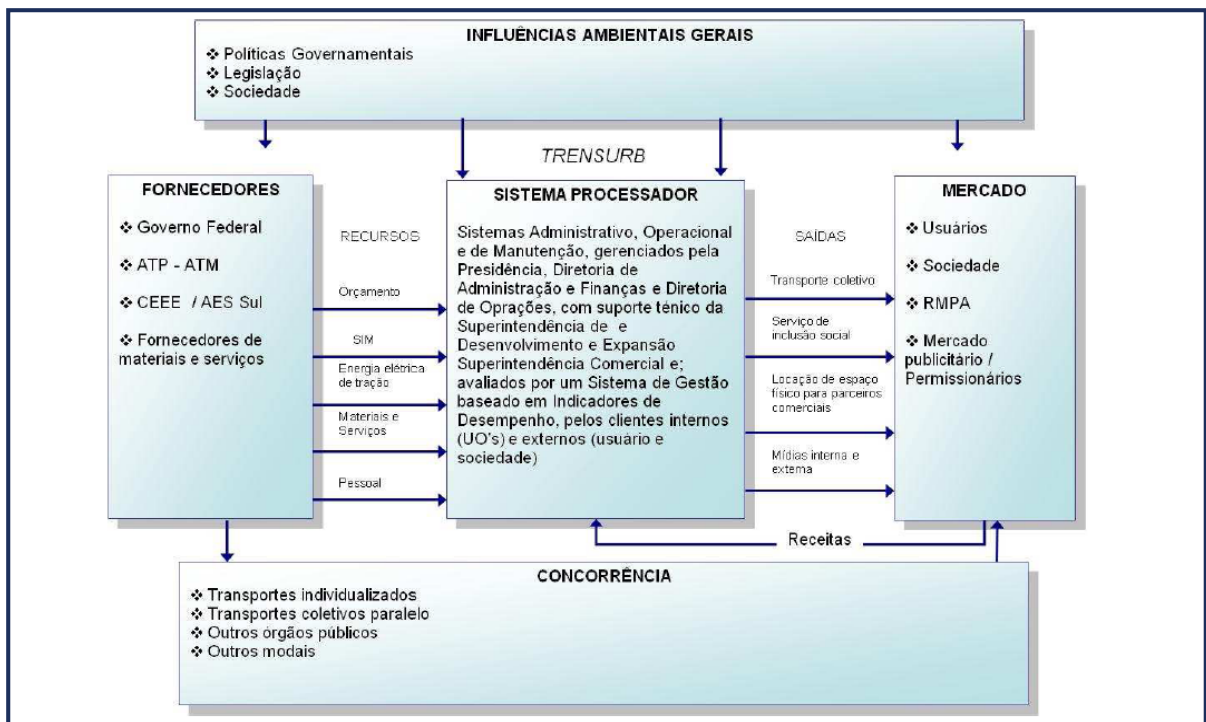 INFLUÊNCIAS AMBIENTAIS GERAIS
❖ Políticas Governamentais
❖ Legislação
❖ Sociedade
TRENSURB
FORNECEDORES
❖ Governo Federal
❖ ATP - ATM
❖ CEEE / AES Sul
❖ Fornecedores de
materiais e serviços
RECURSOS
Orçamento
SIM
Energia elétrica
de tração
Materiais e
Serviços
Pessoal
SISTEMA PROCESSADOR
Sistemas Administrativo, Operacional
e de Manutenção, gerenciados pela
Presidência, Diretoria de
Administração e Finanças e Diretoria
de Oprações, com suporte ténico da
Superintendência de e
Desenvolvimento e Expansão
Superintendência Comercial e;
avaliados por um Sistema de Gestão
baseado em Indicadores de
Desempenho, pelos clientes internos
(UO's) e externos (usuário e
sociedade)
SAÍDAS
Transporte coletivo
Serviço de
inclusão social
Locação de espaço
físico para parceiros
comerciais
Mídias interna e
externa
MERCADO
❖ Usuários
❖ Sociedade
❖ RMPA
❖ Mercado
publicitário /
Permissionários
Receitas
CONCORRÊNCIA
❖ Transportes individualizados
❖ Transportes coletivos paralelo
❖ Outros órgãos públicos
❖ Outros modais